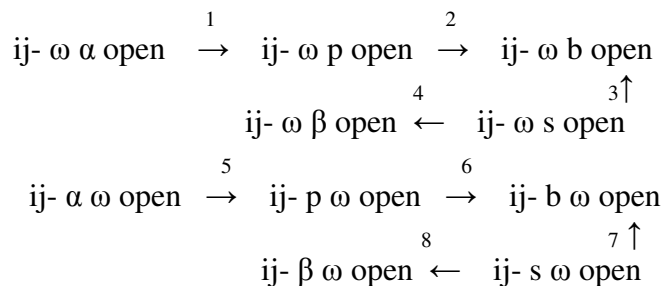 1 2
ij- ω α open → ij- ω p open → ij- ω b open
4 3↑
ij- ω β open ← ij- ω s open
5 6
ij- α ω open → ij- p ω open → ij- b ω open
8 7↑
ij- β ω open ← ij- s ω open